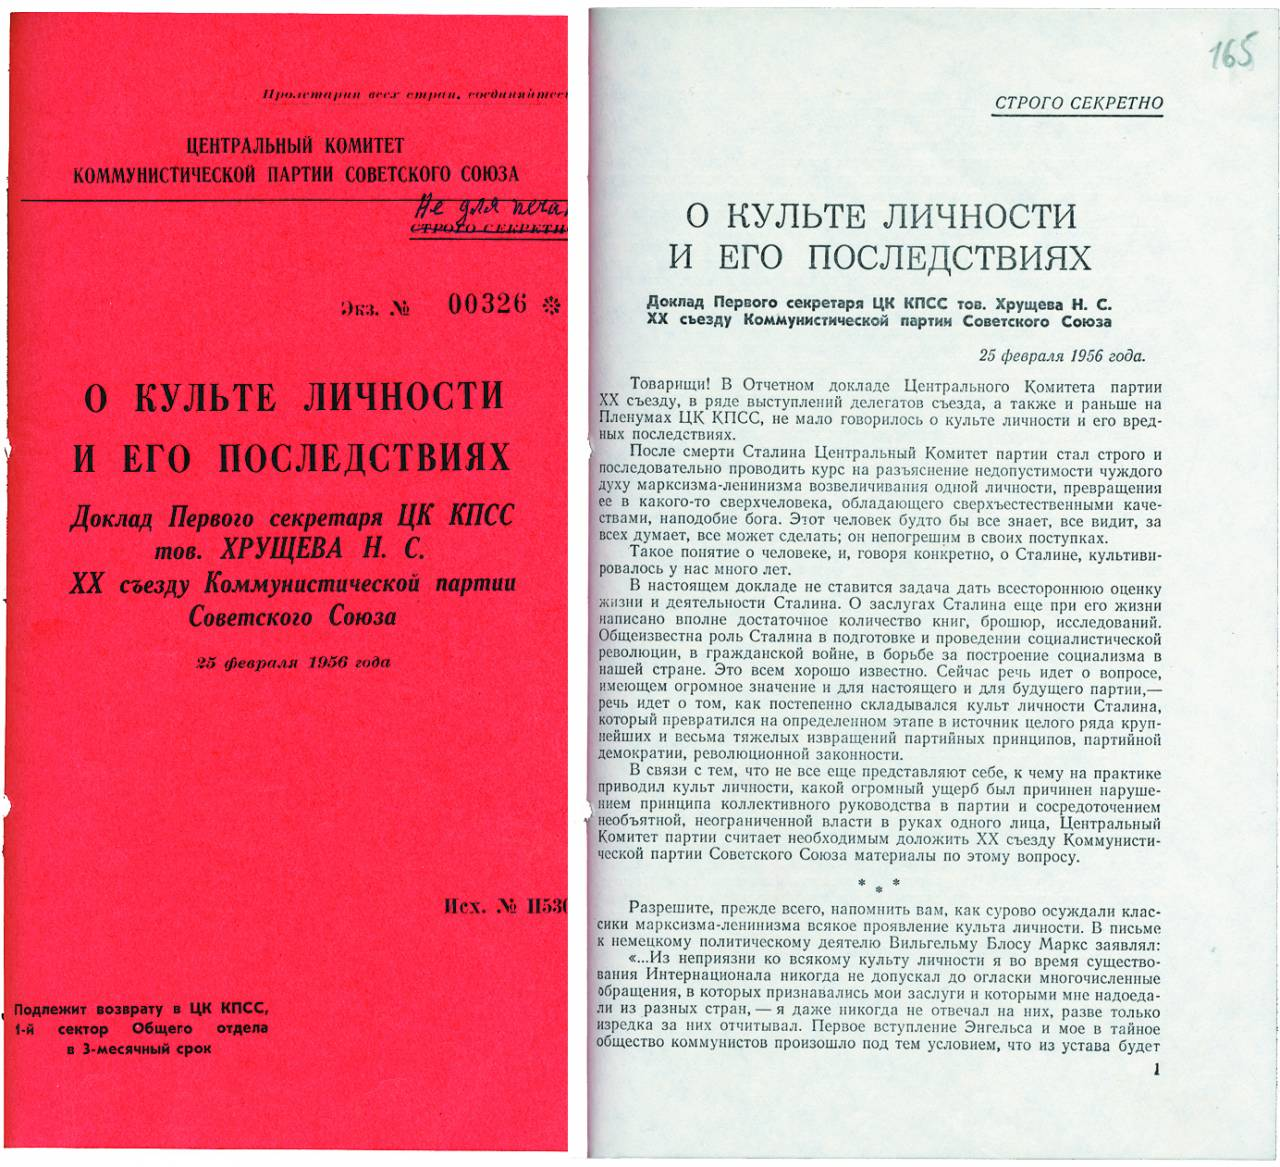 Пролетарии всех стран, соединяйтесь
ЦЕНТРАЛЬНЫЙ КОМИТЕТ
КОММУНИСТИЧЕСКОЙ ПАРТИИ СОВЕТСКОГО СОЮЗА
Не для печат
СТРОГО СЕКРЕТНО
Экз. № 00326 *
О КУЛЬТЕ ЛИЧНОСТИ
И ЕГО ПОСЛЕДСТВИЯХ
Доклад Первого секретаря ЦК КПСС
тов. ХРУЩЕВА Н. С.
XX съезду Коммунистической партии
Советского Союза
25 февраля 1956 года
Исх. № П530
Подлежит возврату в ЦК КПСС,
1-й сектор Общего отдела
в 3-месячный срок
165
СТРОГО СЕКРЕТНО
О КУЛЬТЕ ЛИЧНОСТИ
И ЕГО ПОСЛЕДСТВИЯХ
Доклад Первого секретаря ЦК КПСС тов. Хрущева Н. С.
XX съезду Коммунистической партии Советского Союза
25 февраля 1956 года.
Товарищи! В Отчетном докладе Центрального Комитета партии
XX съезду, в ряде выступлений делегатов съезда, а также и раньше на
Пленумах ЦК КПСС, не мало говорилось о культе личности и его вред-
ных последствиях.
После смерти Сталина Центральный Комитет партии стал строго и
последовательно проводить курс на разъяснение недопустимости чуждого
духу марксизма-ленинизма возвеличивания одной личности, превращения
ее в какого-то сверхчеловека, обладающего сверхъестественными каче-
ствами, наподобие бога. Этот человек будто бы все знает, все видит, за
всех думает, все может сделать; он непогрешим в своих поступках.
Такое понятие о человеке, и, говоря конкретно, о Сталине, культиви-
ровалось у нас много лет.
В настоящем докладе не ставится задача дать всестороннюю оценку
жизни и деятельности Сталина. О заслугах Сталина еще при его жизни
написано вполне достаточное количество книг, брошюр, исследований.
Общеизвестна роль Сталина в подготовке и проведении социалистической
революции, в гражданской войне, в борьбе за построение социализма в
нашей стране. Это всем хорошо известно. Сейчас речь идет о вопросе,
имеющем огромное значение и для настоящего и для будущего партии,—
речь идет о том, как постепенно складывался культ личности Сталина,
который превратился на определенном этапе в источник целого ряда круп-
нейших и весьма тяжелых извращений партийных принципов, партийной
демократии, революционной законности.
В связи с тем, что не все еще представляют себе, к чему на практике
приводил культ личности, какой огромный ущерб был причинен наруше-
нием принципа коллективного руководства в партии и сосредоточением
необъятной, неограниченной власти в руках одного лица, Центральный
Комитет партии считает необходимым доложить XX съезду Коммунисти-
ческой партии Советского Союза материалы по этому вопросу.
* * *
Разрешите, прежде всего, напомнить вам, как сурово осуждали клас-
сики марксизма-ленинизма всякое проявление культа личности. В письме
к немецкому политическому деятелю Вильгельму Блосу Маркс заявлял:
«...Из неприязни ко всякому культу личности я во время существо-
вания Интернационала никогда не допускал до огласки многочисленные
обращения, в которых признавались мои заслуги и которыми мне надоеда-
ли из разных стран, — я даже никогда не отвечал на них, разве только
изредка за них отчитывал. Первое вступление Энгельса и мое в тайное
общество коммунистов произошло под тем условием, что из устава будет
1